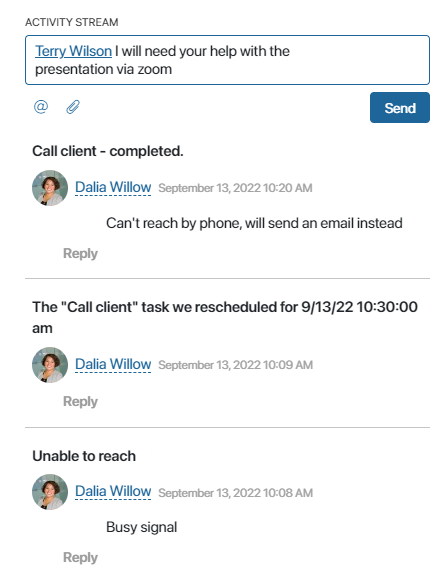 ACTIVITY STREAM
Terry Wilson I will need your help with the
presentation via zoom
@
Send
Call client - completed.
Dalia Willow September 13, 2022 10:20 AM
Can't reach by phone, will send an email instead
Reply
The "Call client" task we rescheduled for 9/13/22 10:30:00
am
Dalia Willow September 13, 2022 10:09 AM
Reply
Unable to reach
Dalia Willow September 13, 2022 10:08 AM
Busy signal
Reply